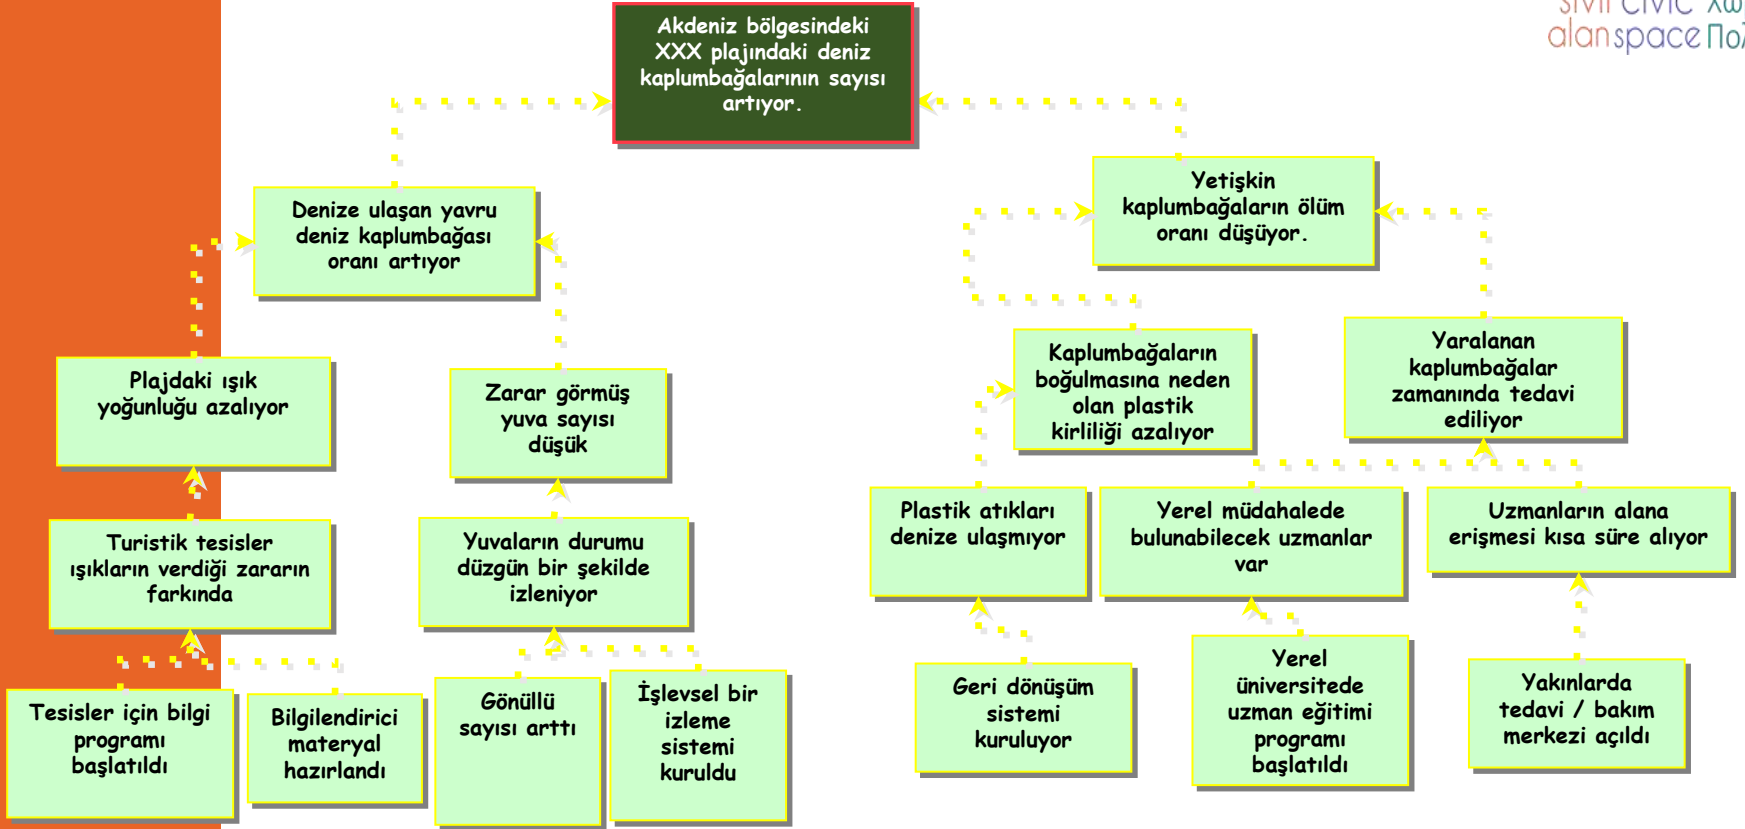 sivil civic
alanspace
Akdeniz bölgesindeki
XXX plajındaki deniz
kaplumbağalarının sayısı
artıyor.
Denize ulaşan yavru
deniz kaplumbağası
oranı artıyor
Yetişkin
kaplumbağaların ölüm
oranı düşüyor.
Plajdaki ışık
yoğunluğu azalıyor
Zarar görmüş
yuva sayısı
düşük
Kaplumbağaların
boğulmasına neden
olan plastik
kirliliği azalıyor
Yaralanan
kaplumbağalar
zamanında tedavi
ediliyor
Turistik tesisler
ışıkların verdiği zararın
farkında
Yuvaların durumu
düzgün bir şekilde
izleniyor
Plastik atıkları
denize ulaşmıyor
Yerel müdahalede
bulunabilecek uzmanlar
var
Uzmanların alana
erişmesi kısa süre alıyor
Tesisler için bilgi
programı
başlatıldı
Bilgilendirici
materyal
hazırlandı
Gönüllü
sayısı arttı
İşlevsel bir
izleme
sistemi
kuruldu
Geri dönüşüm
sistemi
kuruluyor
Yerel
üniversitede
uzman eğitimi
programı
başlatıldı
Yakınlarda
tedavi / bakım
merkezi açıldı